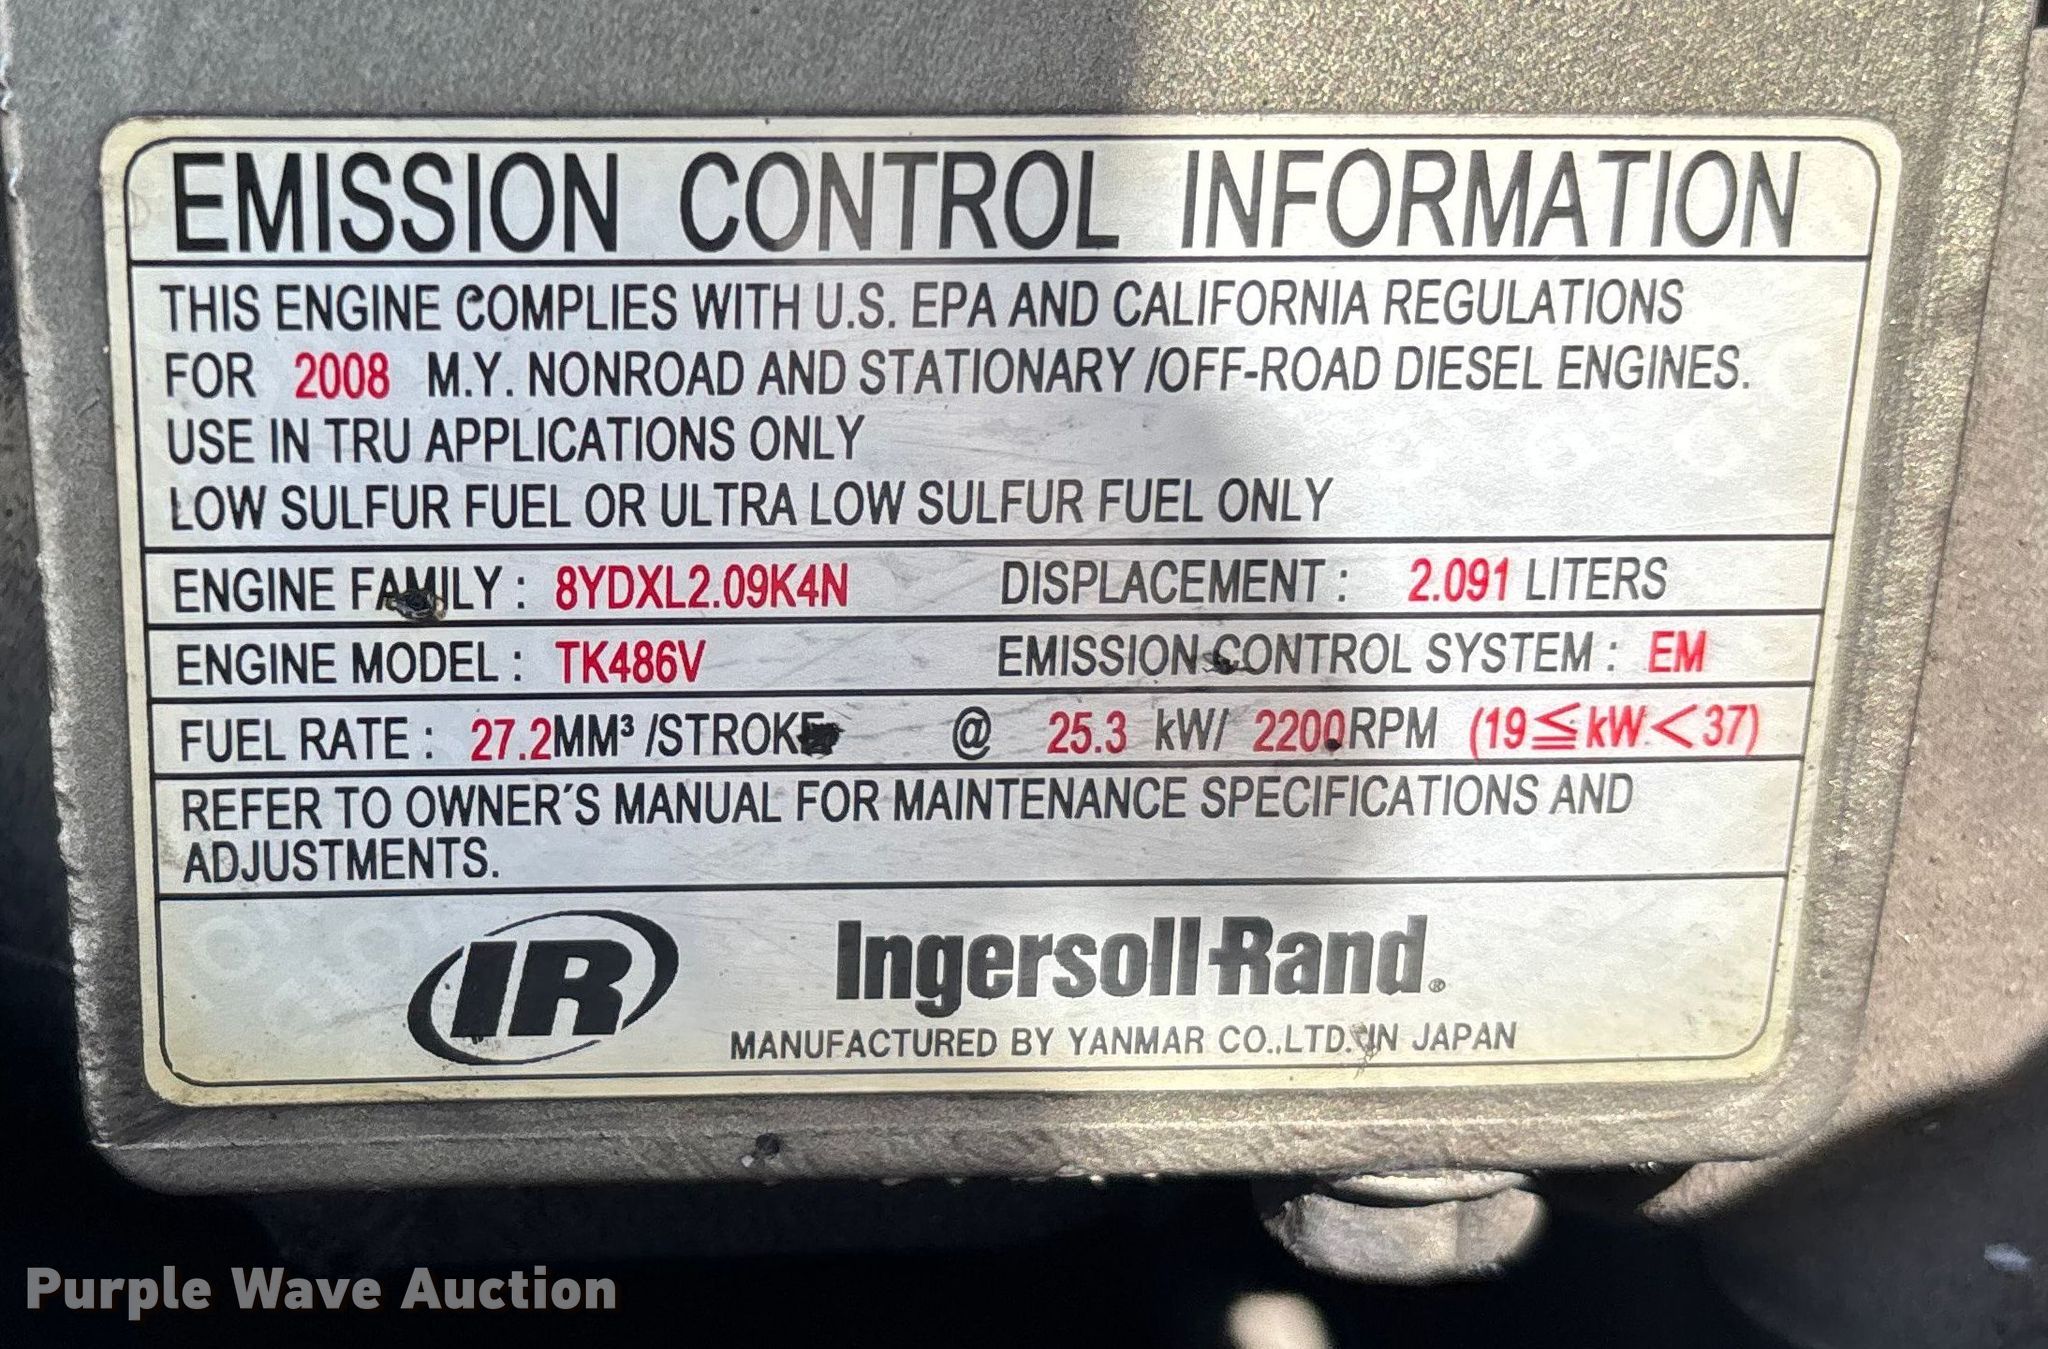 EMISSION CONTROL INFORMATION
THIS ENGINE COMPLIES WITH U.S. EPA AND CALIFORNIA REGULATIONS
FOR 2008 M.Y. NONROAD AND STATIONARY /OFF-ROAD DIESEL ENGINES.
USE IN TRU APPLICATIONS ONLY
LOW SULFUR FUEL OR ULTRA LOW SULFUR FUEL ONLY
ENGINE FAMILY : 8YDXL2.09K4N DISPLACEMENT : 2.091 LITERS
ENGINE MODEL : TK486V EMISSION CONTROL SYSTEM : EM
FUEL RATE : 27.2MM³ /STROKE @ 25.3 kW/ 2200RPM (19≦kW<37)
REFER TO OWNER´S MANUAL FOR MAINTENANCE SPECIFICATIONS AND
ADJUSTMENTS.
IR Ingersoll-Rand®
MANUFACTURED BY YANMAR CO.,LTD. IN JAPAN
Purple Wave Auction